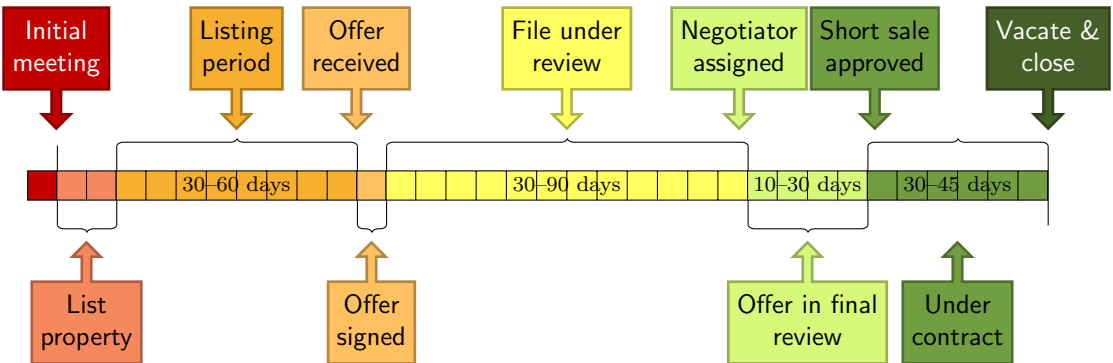 Initial
meeting
Listing
period
Offer
received
File under
review
Negotiator
assigned
Short sale
approved
Vacate &
close
30–60 days
30–90 days
10–30 days
30–45 days
List
property
Offer
signed
Offer in final
review
Under
contract